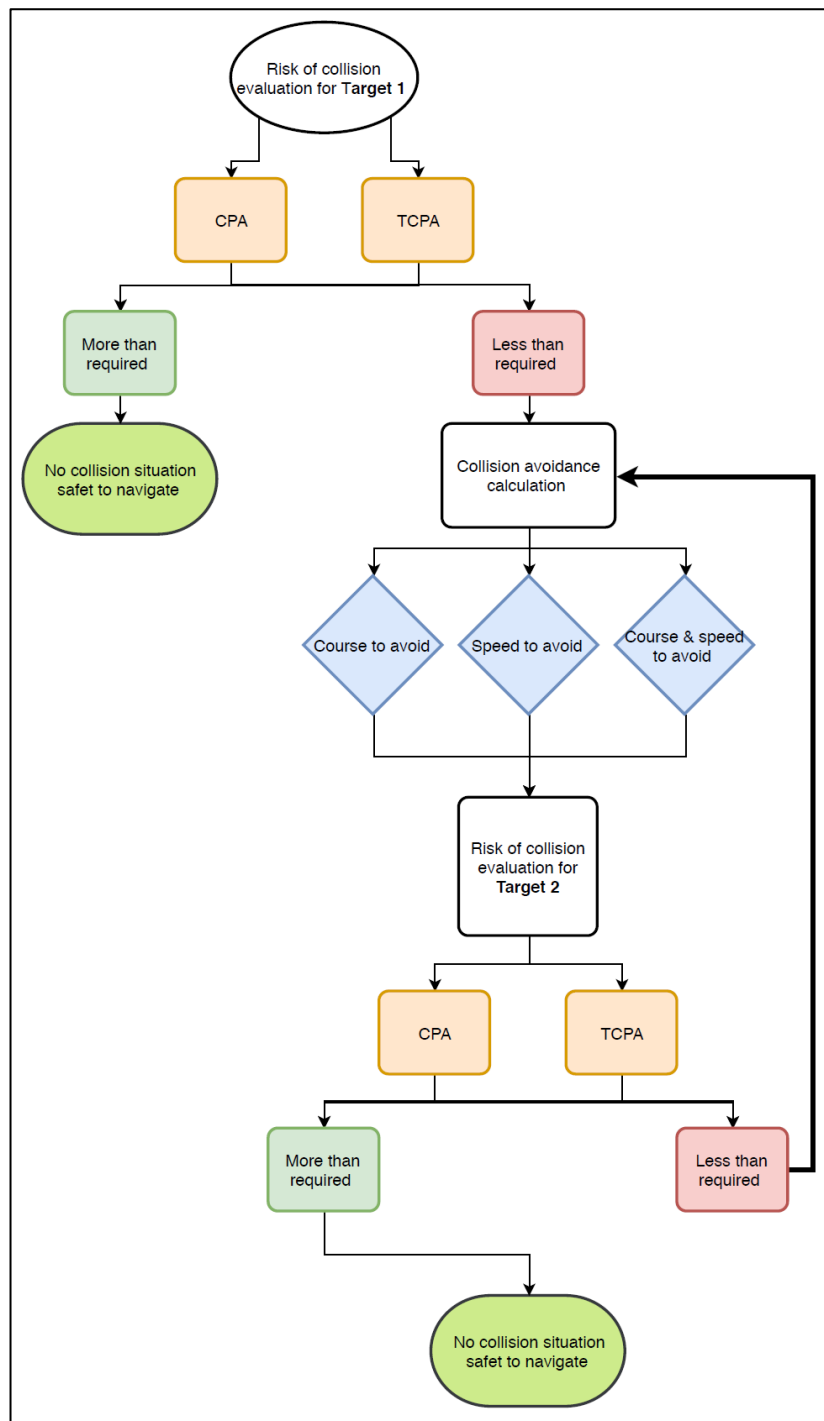 Risk of collision
evaluation for Target 1
CPA
TCPA
More than
required
Less than
required
No collision situation
safet to navigate
Collision avoidance
calculation
Course to avoid
Speed to avoid
Course & speed
to avoid
Risk of collision
evaluation for
Target 2
CPA
TCPA
More than
required
Less than
required
No collision situation
safet to navigate